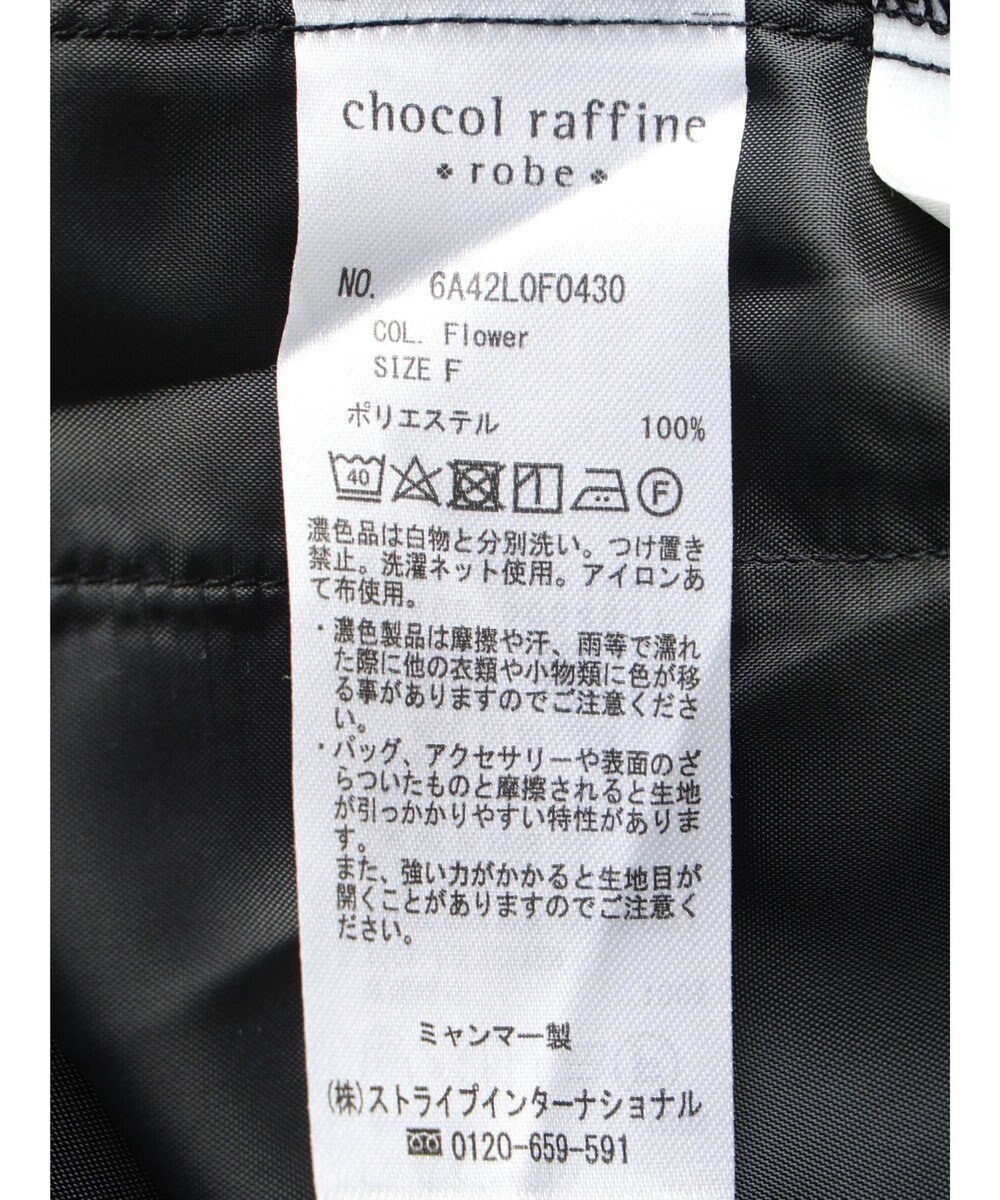 chocol raffine
robe
NO. 6A42L0F0430
COL. Flower
SIZE F
ポリエステル 100%
40 F
濃色品は白物と分別洗い。つけ置き
禁止。洗濯ネット使用。アイロンあ
て布使用。
・濃色製品は摩擦や汗、雨等で濡れ
た際に他の衣類や小物類に色が移
る事がありますのでご注意くださ
い。
・バッグ、アクセサリーや表面のざ
らついたものと摩擦されると生地
が引っかかりやすい特性がありま
す。
また、強い力がかかると生地目が
開くことがありますのでご注意く
ださい。
ミャンマー製
(株)ストライプインターナショナル
0120-659-591